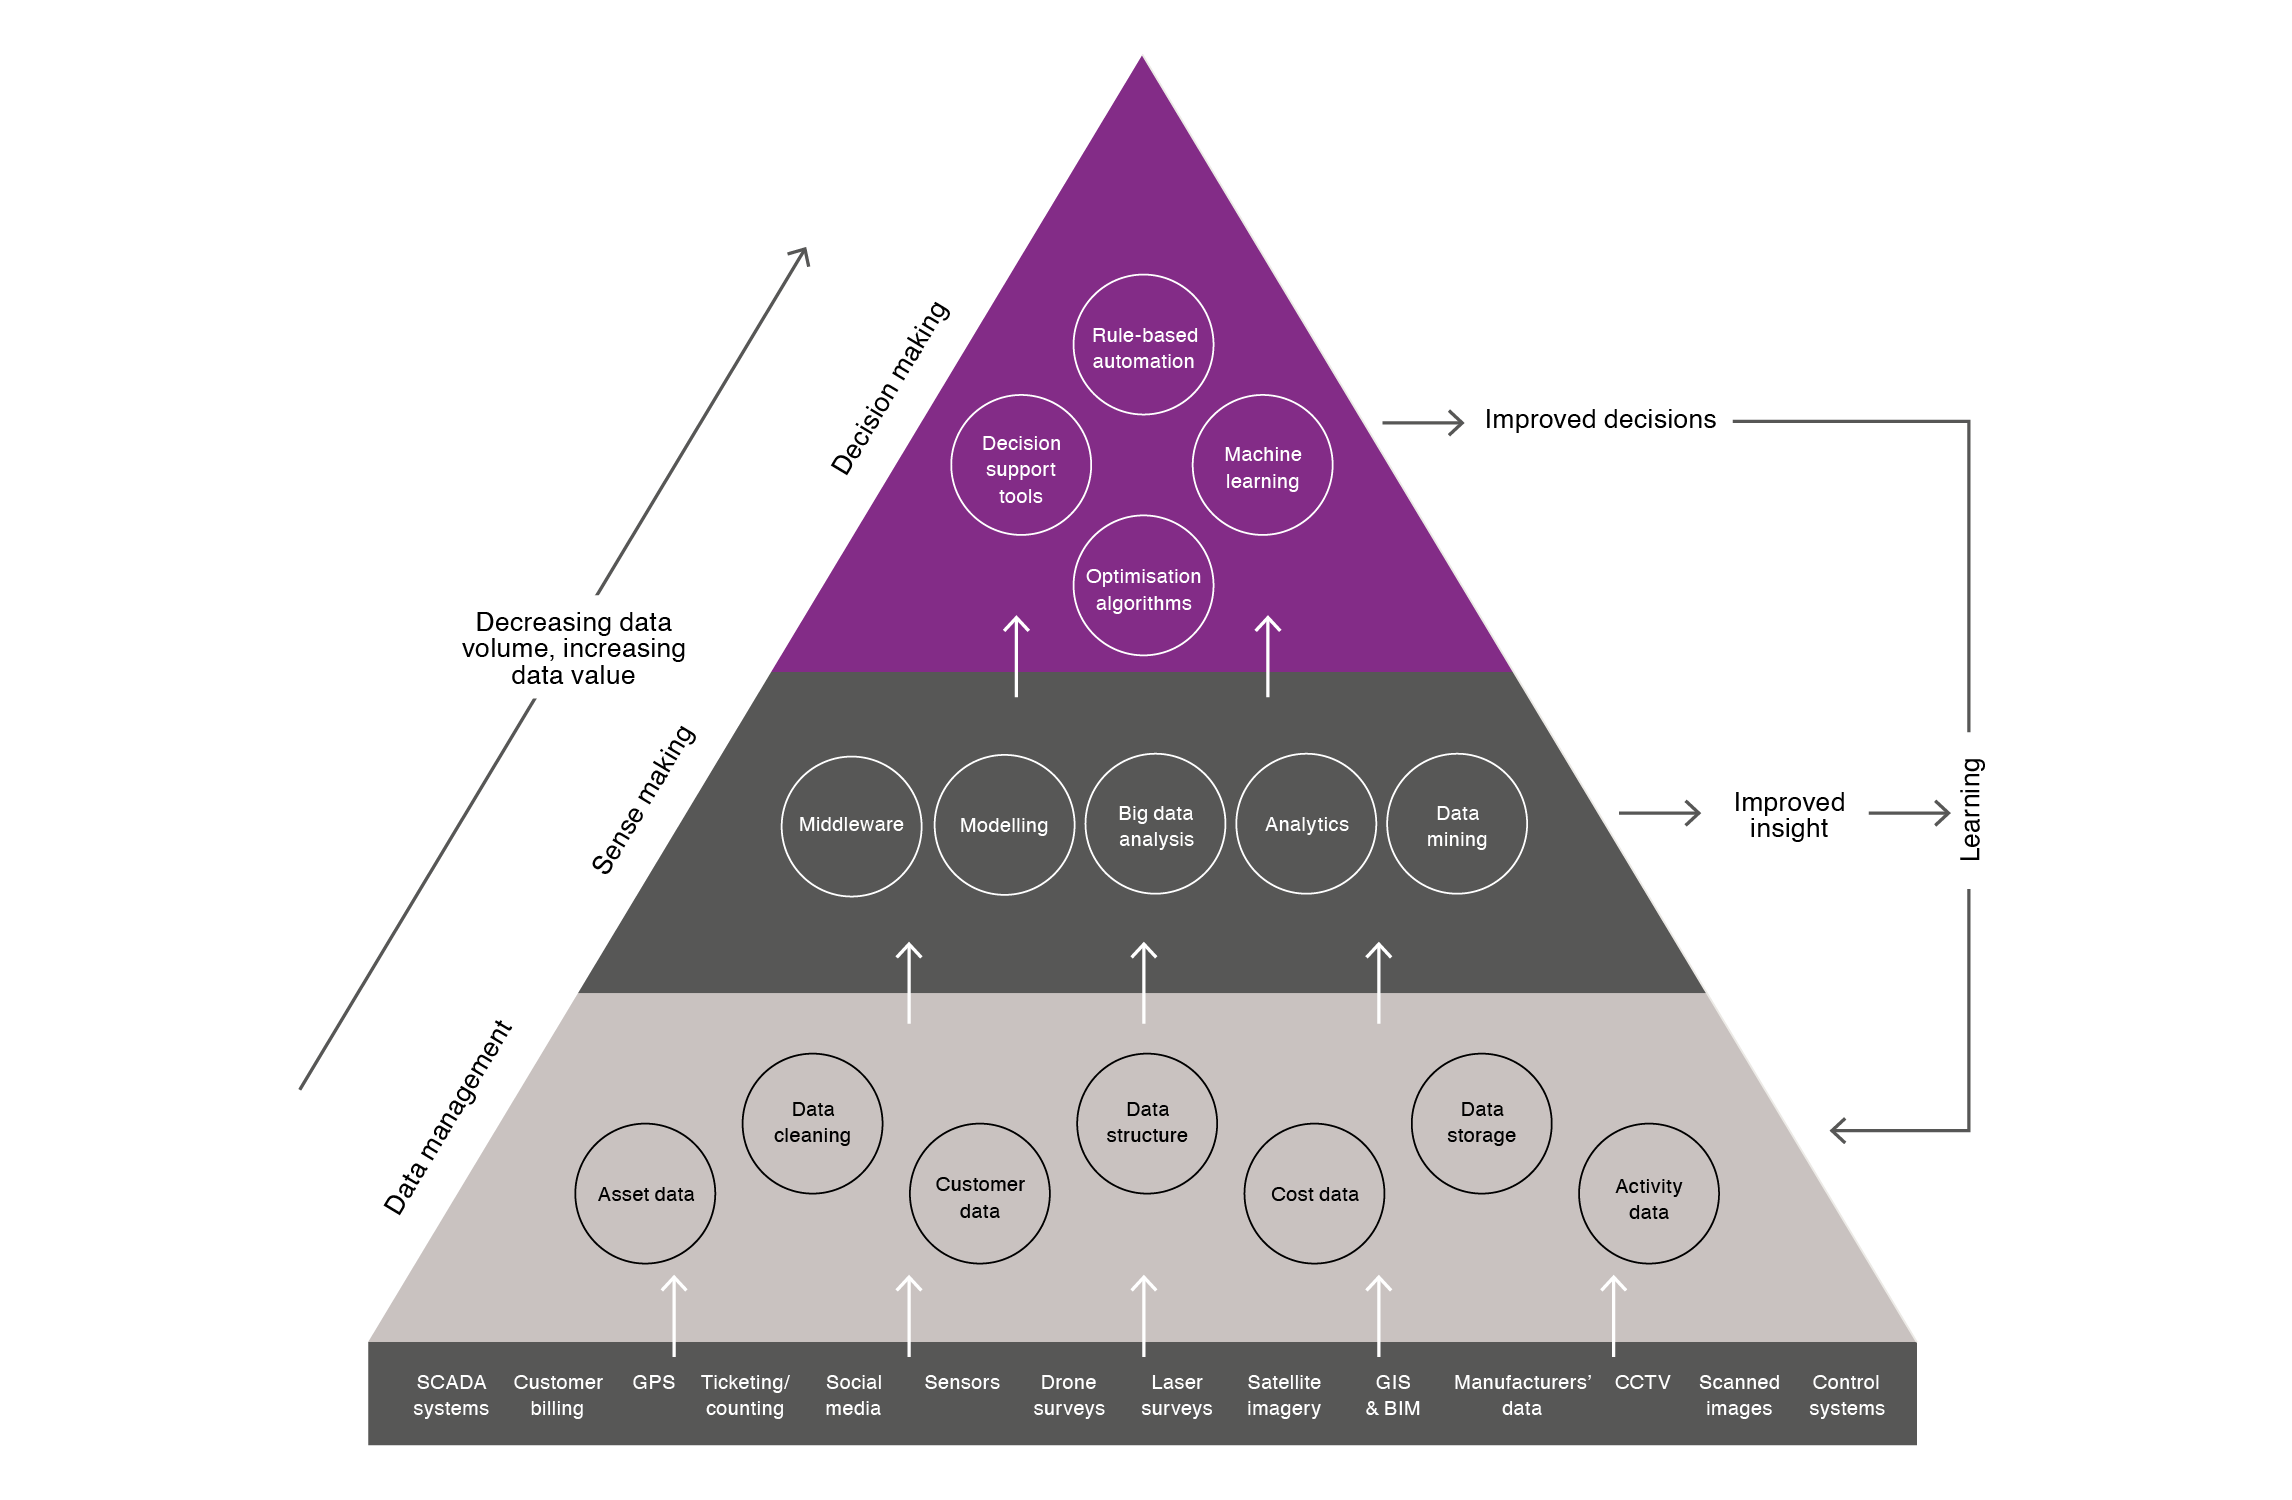 Rule-based
automation
Decision making
Decision
support
tools
Machine
learning
Improved decisions
Optimisation
algorithms
Decreasing data
volume, increasing
data value
Sense making
Middleware
Modelling
Big data
analysis
Analytics
Data
mining
Improved
insight
Learning
Data management
Data
cleaning
Data
structure
Data
storage
Asset data
Customer
data
Cost data
Activity
data
SCADA
systems
Customer
billing
GPS
Ticketing/
counting
Social
media
Sensors
Drone
surveys
Laser
surveys
Satellite
imagery
GIS
& BIM
Manufacturers’
data
CCTV
Scanned
images
Control
systems